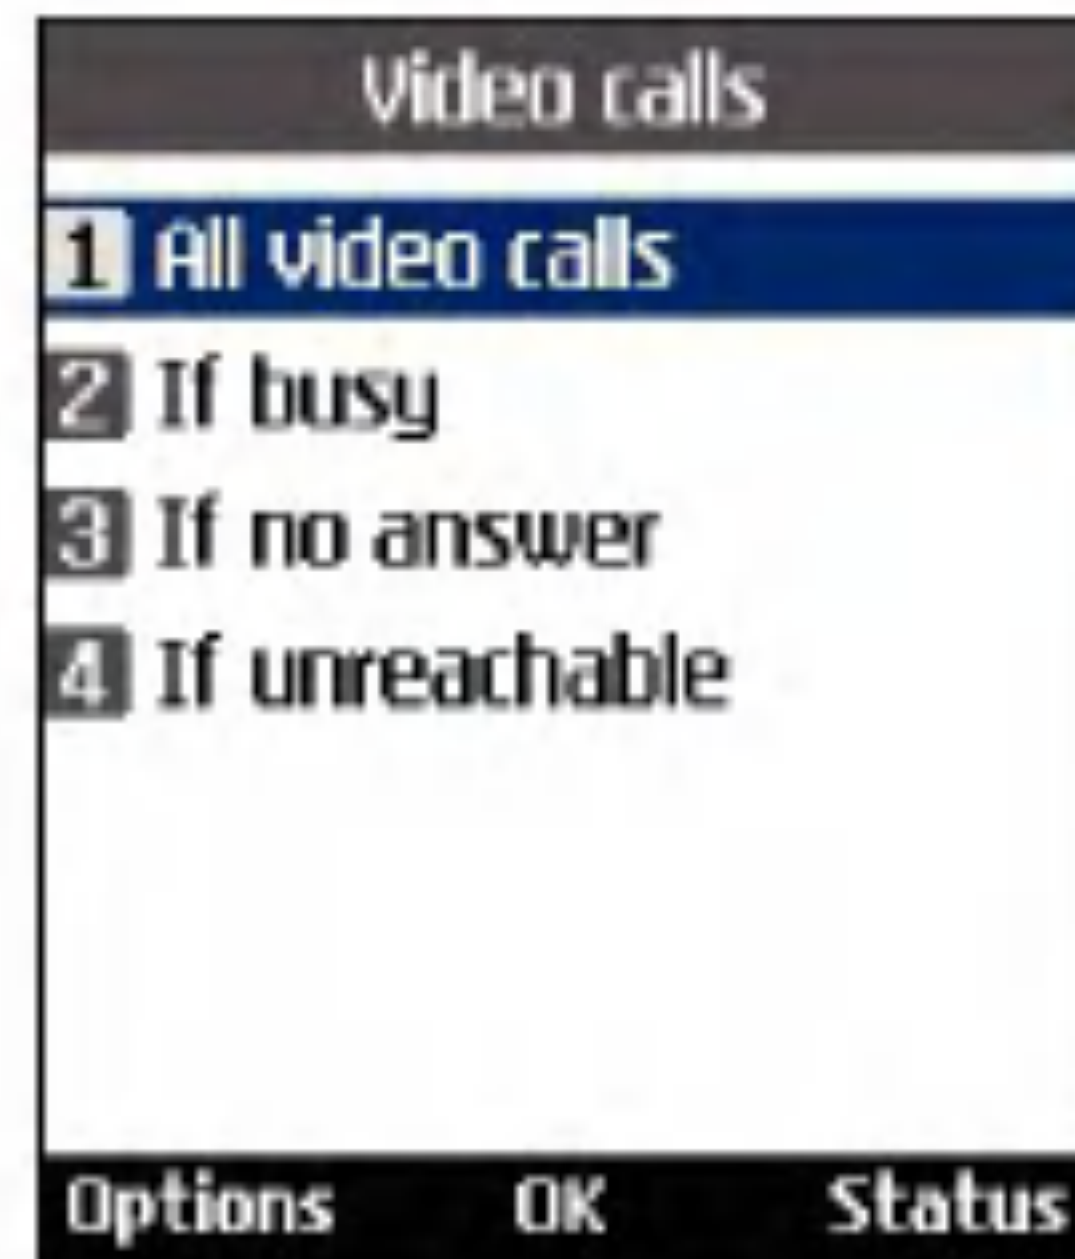 Video calls
1 All video calls
2 If busy
3 If no answer
4 If unreachable
Options OK Status